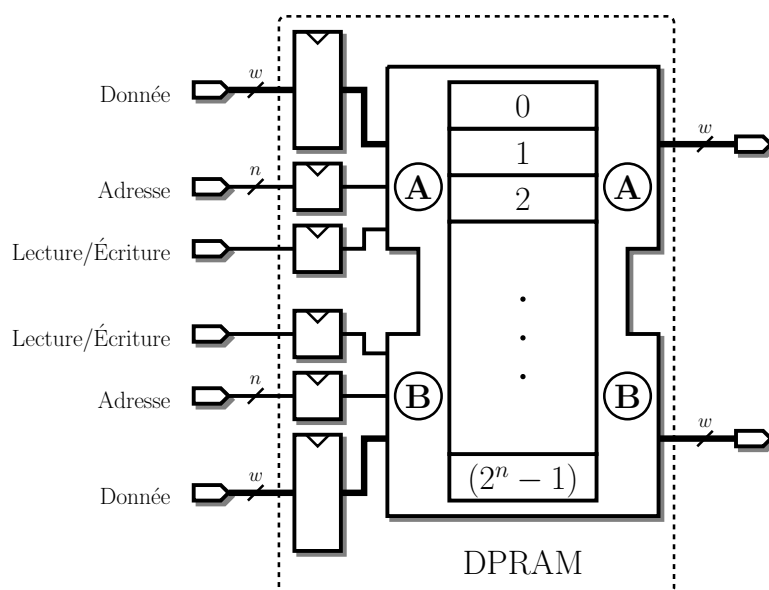 w
Donnée
0
w
1
n
A
A
Adresse
2
Lecture/Écriture
Lecture/Écriture
n
B
B
Adresse
w
w
(2ⁿ − 1)
Donnée
DPRAM